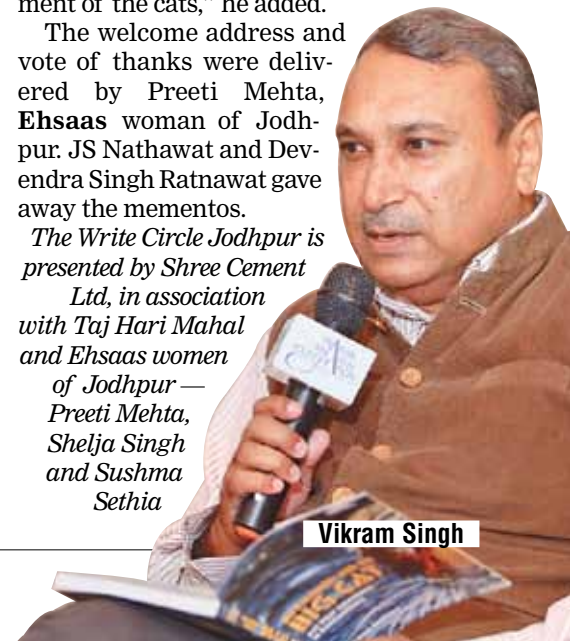 ment of the cats,” he added.
The welcome address and
vote of thanks were deliv-
ered by Preeti Mehta,
Ehsaas woman of Jodh-
pur. JS Nathawat and Dev-
endra Singh Ratnawat gave
away the mementos.
The Write Circle Jodhpur is
presented by Shree Cement
Ltd, in association
with Taj Hari Mahal
and Ehsaas women
of Jodhpur —
Preeti Mehta,
Shelja Singh
and Sushma
Sethia
Vikram Singh
BIG CAT